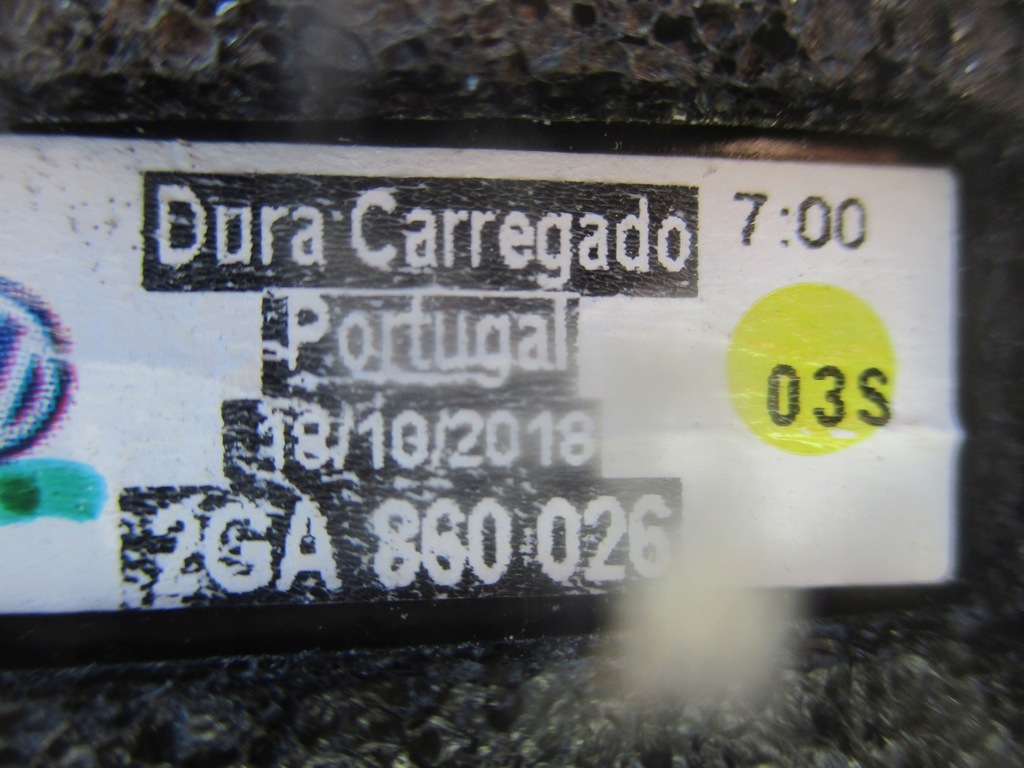 Dura Carregado 7:00
Portugal
18/10/2018
03S
2GA 860 026